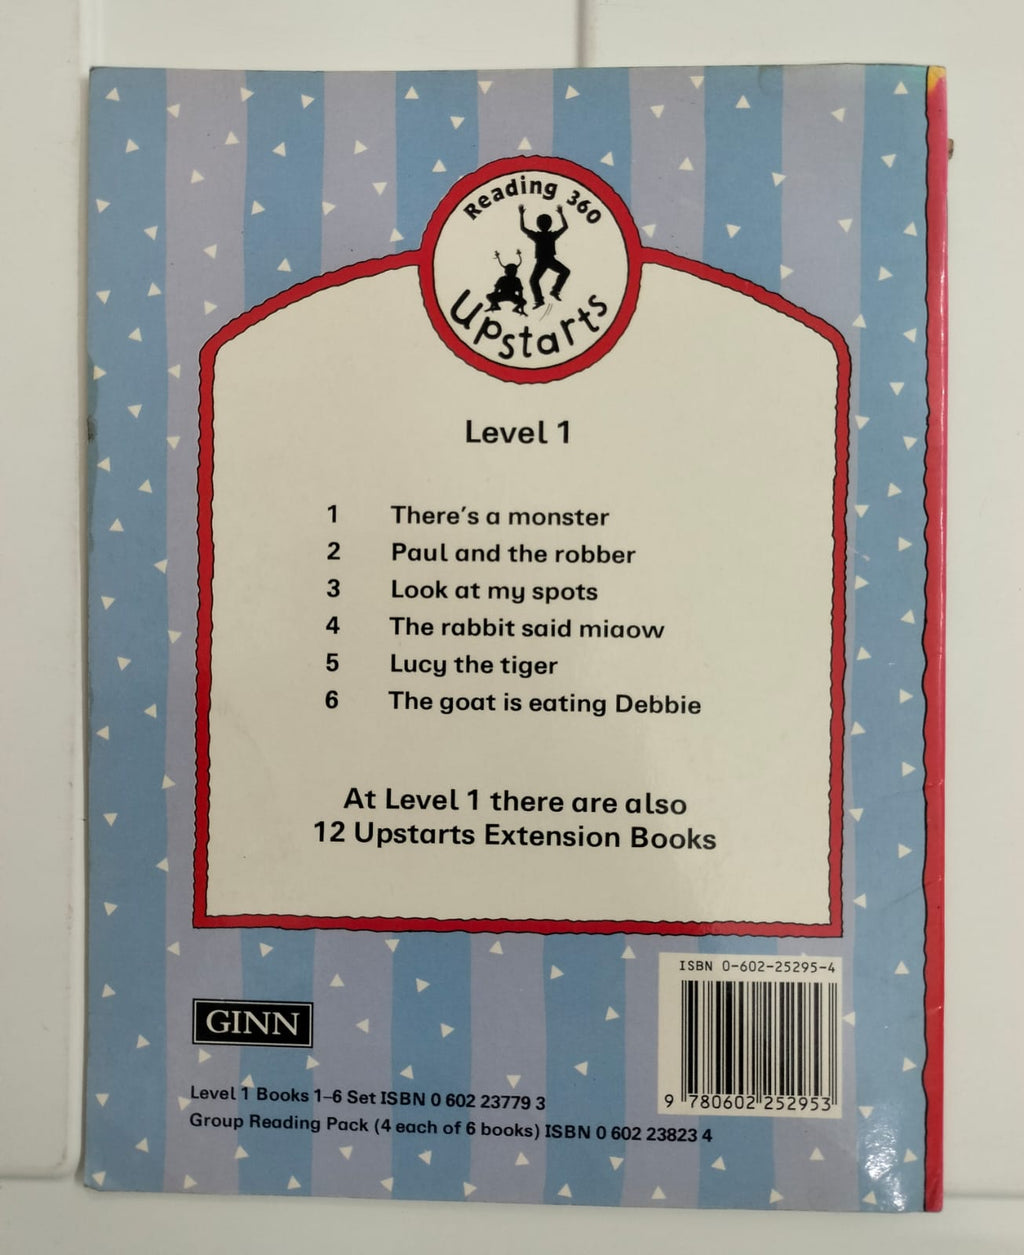 Reading 360
Upstarts
Level 1
1 There's a monster
2 Paul and the robber
3 Look at my spots
4 The rabbit said miaow
5 Lucy the tiger
6 The goat is eating Debbie
At Level 1 there are also
12 Upstarts Extension Books
ISBN 0-602-25295-4
9 780602 252953
GINN
Level 1 Books 1–6 Set ISBN 0 602 23779 3
Group Reading Pack (4 each of 6 books) ISBN 0 602 23823 4